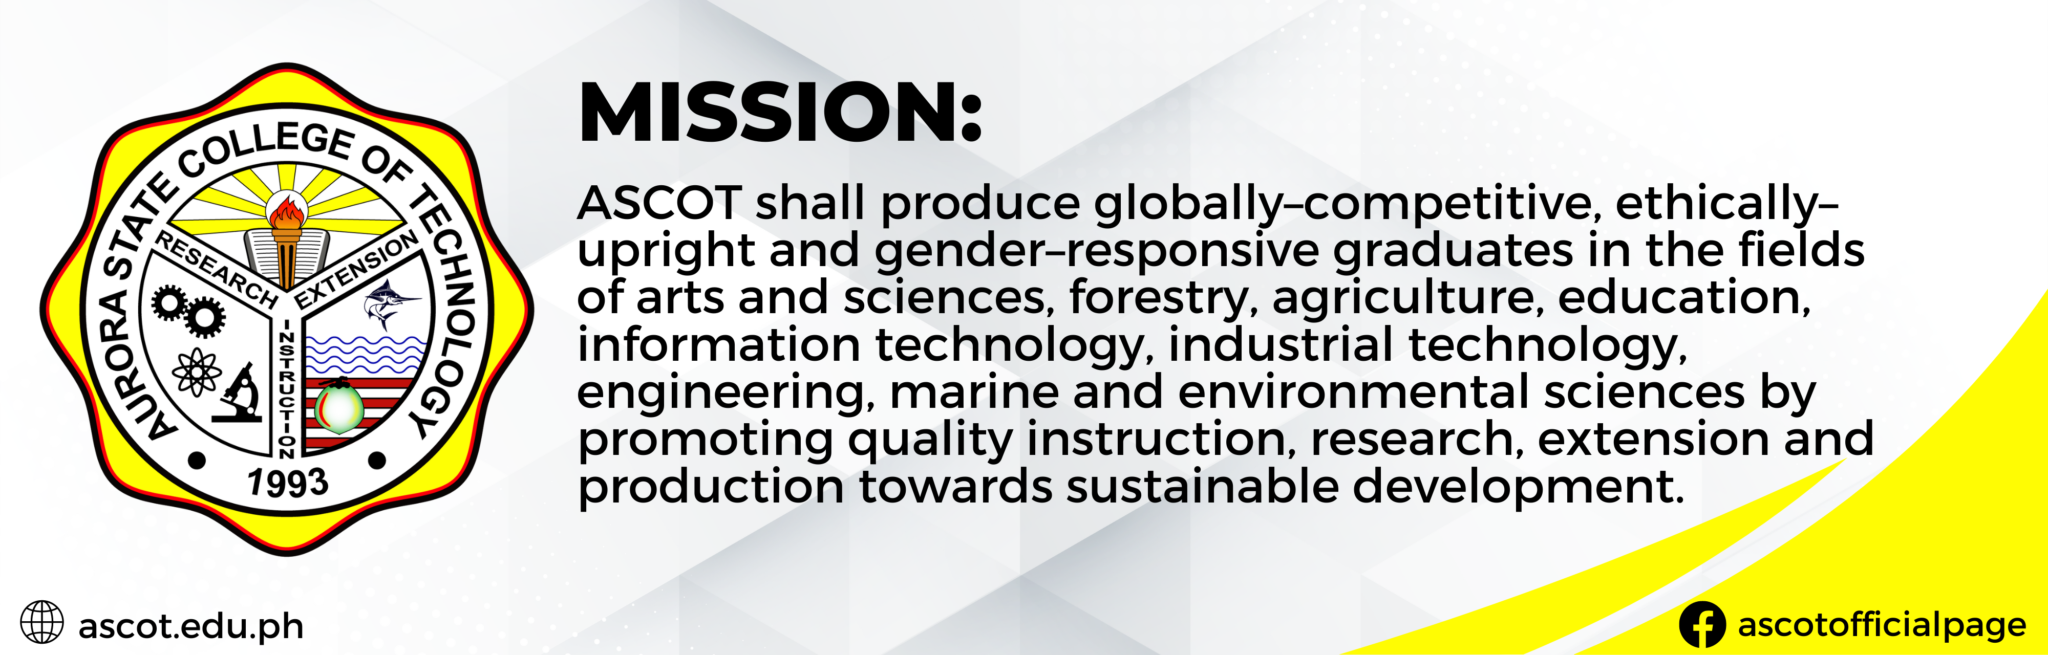 AURORA STATE COLLEGE OF TECHNOLOGY
RESEARCH
EXTENSION
INSTRUCTION
1993
MISSION:
ASCOT shall produce globally–competitive, ethically–
upright and gender–responsive graduates in the fields
of arts and sciences, forestry, agriculture, education,
information technology, industrial technology,
engineering, marine and environmental sciences by
promoting quality instruction, research, extension and
production towards sustainable development.
ascot.edu.ph
ascotofficialpage